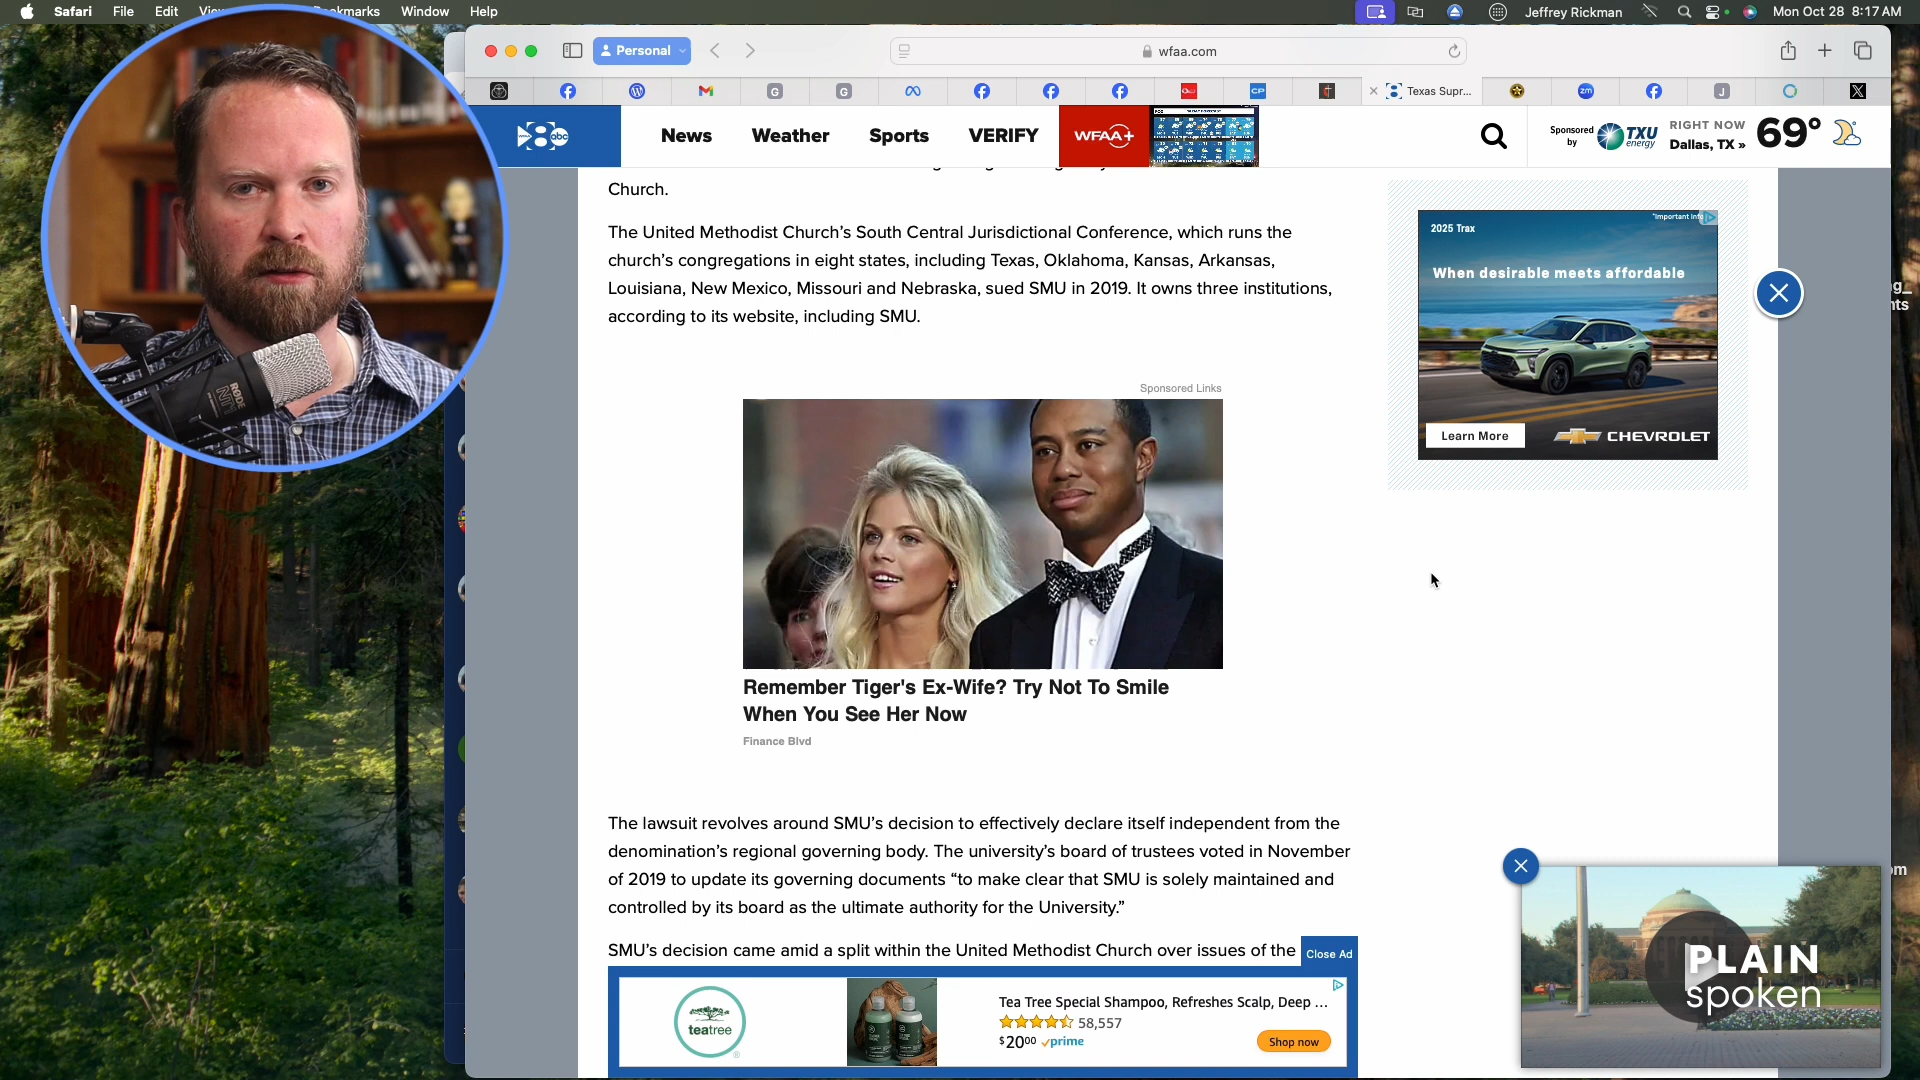 Safari File Edit Window Help
Jeffrey Rickman Mon Oct 28 8:17 AM
Personal
wfaa.com
Texas Supr...
abc
News Weather Sports VERIFY WFAA+
Sponsored
by
TXU
energy
RIGHT NOW
Dallas, TX »
69°
Church.
The United Methodist Church’s South Central Jurisdictional Conference, which runs the
church’s congregations in eight states, including Texas, Oklahoma, Kansas, Arkansas,
Louisiana, New Mexico, Missouri and Nebraska, sued SMU in 2019. It owns three institutions,
according to its website, including SMU.
*Important Info
2025 Trax
When desirable meets affordable
Learn More
CHEVROLET
Sponsored Links
Remember Tiger's Ex-Wife? Try Not To Smile
When You See Her Now
Finance Blvd
The lawsuit revolves around SMU’s decision to effectively declare itself independent from the
denomination’s regional governing body. The university’s board of trustees voted in November
of 2019 to update its governing documents “to make clear that SMU is solely maintained and
controlled by its board as the ultimate authority for the University.”
SMU’s decision came amid a split within the United Methodist Church over issues of the
Close Ad
teatree
Tea Tree Special Shampoo, Refreshes Scalp, Deep ...
58,557
$20⁰⁰ prime
Shop now
PLAIN
spoken
RØDE
NT1